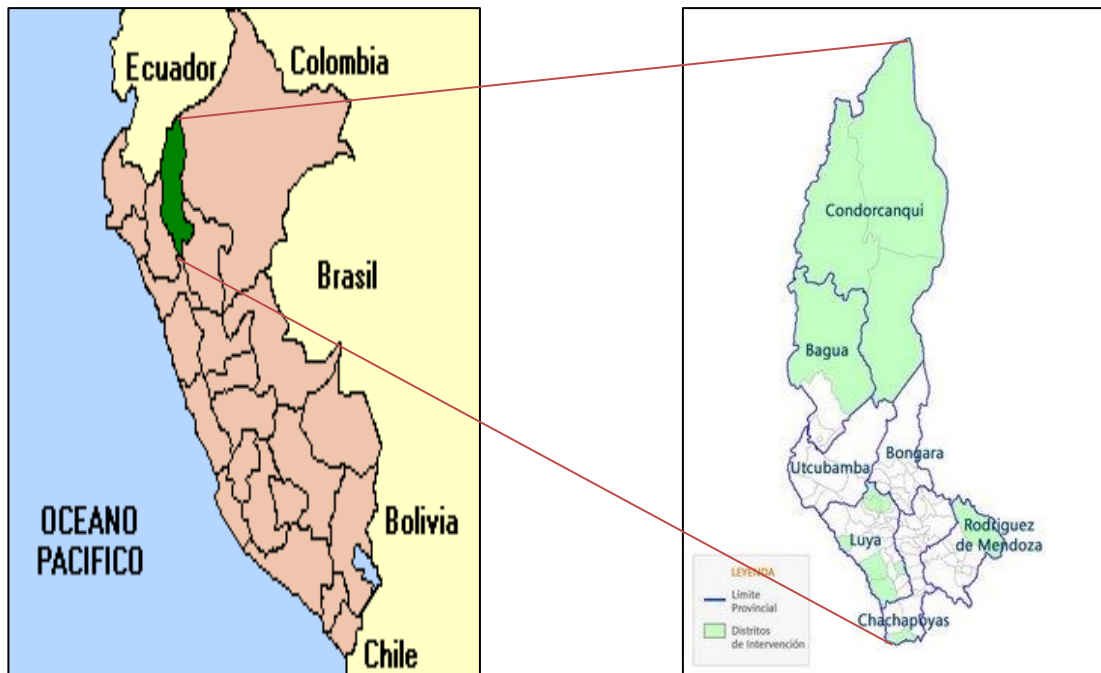 Ecuador
Colombia
Brasil
OCEANO
PACIFICO
Bolivia
Chile
Condorcanqui
Bagua
Utcubamba
Bongara
Luya
Rodriguez
de Mendoza
Chachapoyas
LEYENDA
Límite
Provincial
Distritos
de Intervención